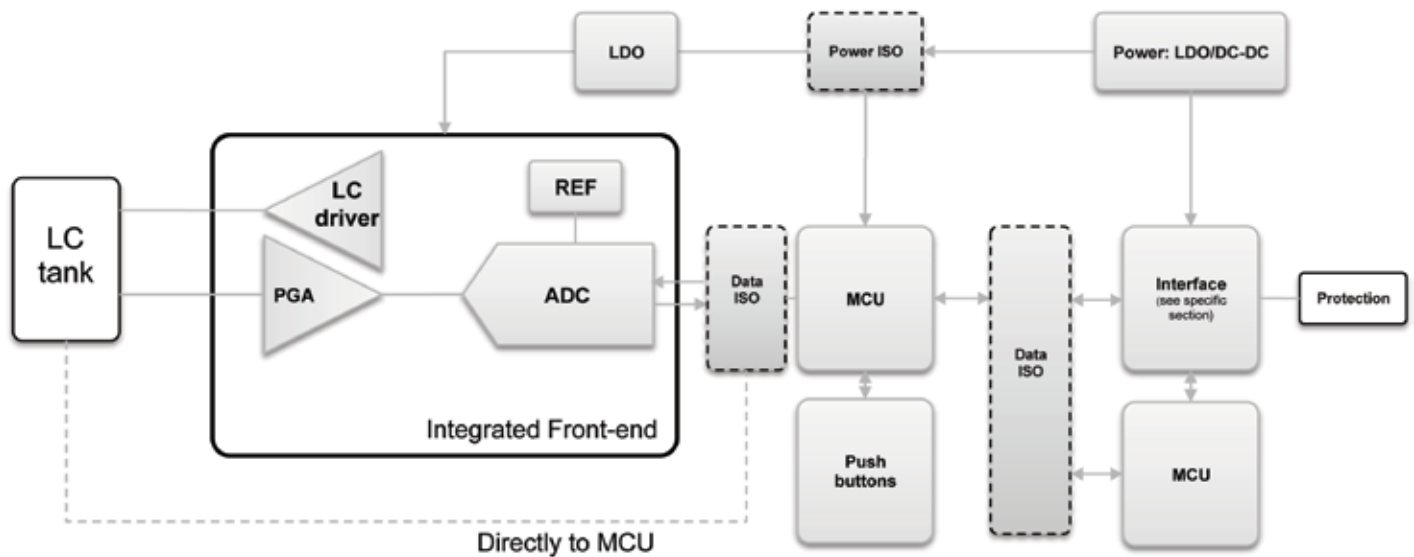 LDO
Power ISO
Power: LDO/DC-DC
LC
driver
REF
LC
tank
PGA
ADC
Data
ISO
MCU
Interface
(see specific
section)
Protection
Data
ISO
Integrated Front-end
Push
buttons
MCU
Directly to MCU